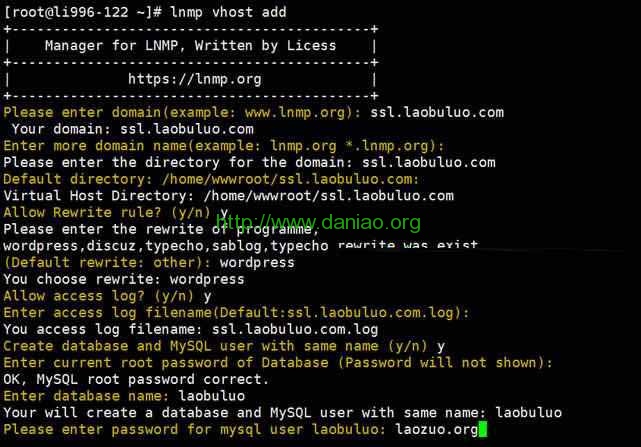 [root@li996-122 ~]# lnmp vhost add
+-------------------------------------------+
|    Manager for LNMP, Written by Licess    |
+-------------------------------------------+
|              https://lnmp.org             |
+-------------------------------------------+
Please enter domain(example: www.lnmp.org): ssl.laobuluo.com
 Your domain: ssl.laobuluo.com
Enter more domain name(example: lnmp.org *.lnmp.org):
Please enter the directory for the domain: ssl.laobuluo.com
Default directory: /home/wwwroot/ssl.laobuluo.com:
Virtual Host Directory: /home/wwwroot/ssl.laobuluo.com
Allow Rewrite rule? (y/n) y
http://www.daniao.org
Please enter the rewrite of programme,
wordpress,discuz,typecho,sablog,typecho rewrite was exist
(Default rewrite: other): wordpress
You choose rewrite: wordpress
Allow access log? (y/n) y
Enter access log filename(Default:ssl.laobuluo.com.log):
You access log filename: ssl.laobuluo.com.log
Create database and MySQL user with same name (y/n) y
Enter current root password of Database (Password will not shown):
OK, MySQL root password correct.
Enter database name: laobuluo
Your will create a database and MySQL user with same name: laobuluo
Please enter password for mysql user laobuluo: laozuo.org